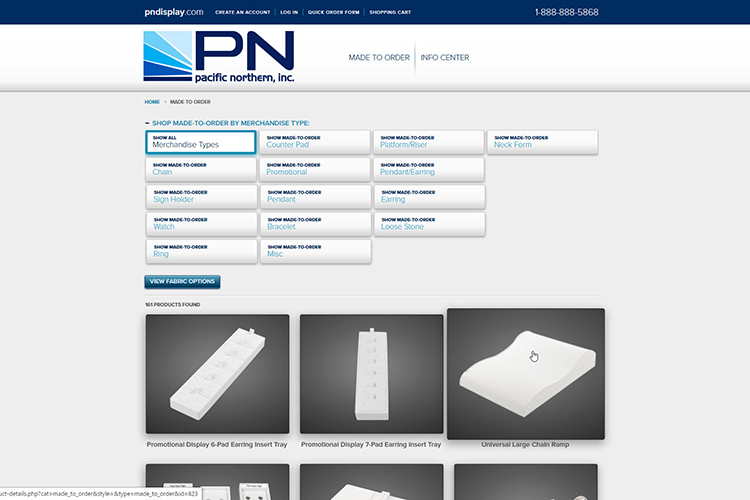 pndisplay.com CREATE AN ACCOUNT LOG IN QUICK ORDER FORM SHOPPING CART 1-888-888-5868
PN
pacific northern, inc.
MADE TO ORDER INFO CENTER
HOME > MADE TO ORDER
– SHOP MADE-TO-ORDER BY MERCHANDISE TYPE:
SHOW ALL
Merchandise Types
SHOW MADE-TO-ORDER
Counter Pad
SHOW MADE-TO-ORDER
Platform/Riser
SHOW MADE-TO-ORDER
Neck Form
SHOW MADE-TO-ORDER
Chain
SHOW MADE-TO-ORDER
Promotional
SHOW MADE-TO-ORDER
Pendant/Earring
SHOW MADE-TO-ORDER
Sign Holder
SHOW MADE-TO-ORDER
Pendant
SHOW MADE-TO-ORDER
Earring
SHOW MADE-TO-ORDER
Watch
SHOW MADE-TO-ORDER
Bracelet
SHOW MADE-TO-ORDER
Loose Stone
SHOW MADE-TO-ORDER
Ring
SHOW MADE-TO-ORDER
Misc
VIEW FABRIC OPTIONS
161 PRODUCTS FOUND
Promotional Display 6-Pad Earring Insert Tray
Promotional Display 7-Pad Earring Insert Tray
Universal Large Chain Ramp
uct-details.php?cat=made_to_order&style=&type=made_to_order&id=823